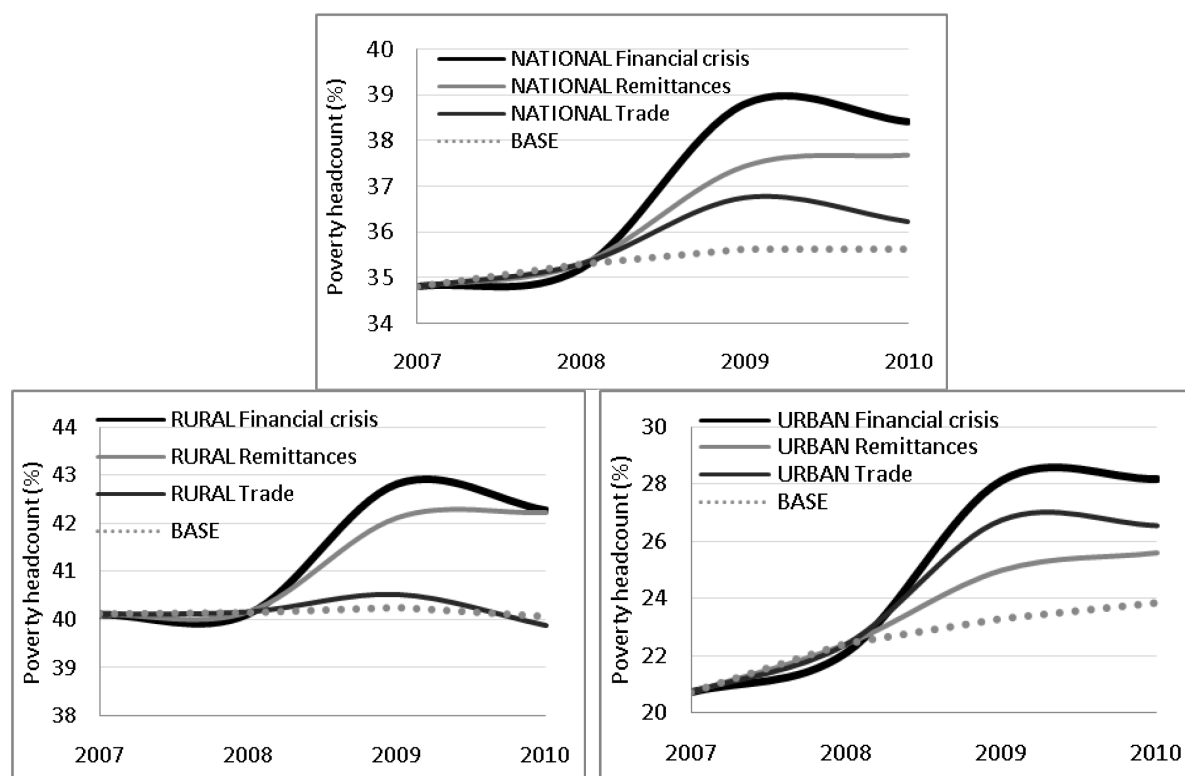 Poverty headcount (%)
40
39
38
37
36
35
34
NATIONAL Financial crisis
NATIONAL Remittances
NATIONAL Trade
BASE
2007 2008 2009 2010
Poverty headcount (%)
44
43
42
41
40
39
38
RURAL Financial crisis
RURAL Remittances
RURAL Trade
BASE
2007 2008 2009 2010
Poverty headcount (%)
30
28
26
24
22
20
URBAN Financial crisis
URBAN Remittances
URBAN Trade
BASE
2007 2008 2009 2010